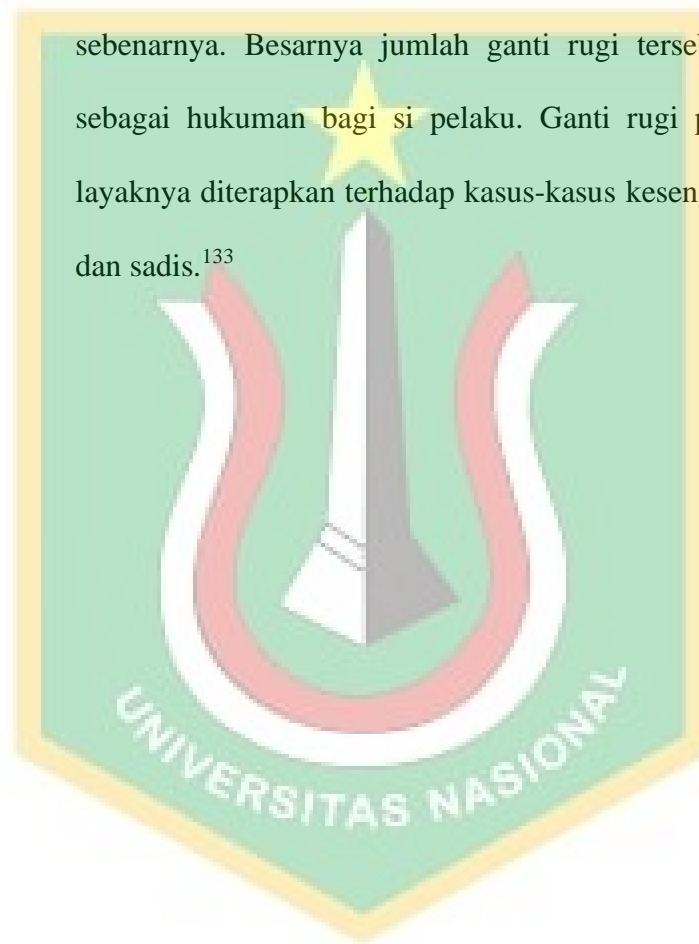 sebenarnya. Besarnya jumlah ganti rugi
sebagai hukuman bagi si pelaku. Ganti rugi
layaknya diterapkan terhadap kasus-kasus
dan sadis.133
UNIVERSITAS NASIONAL